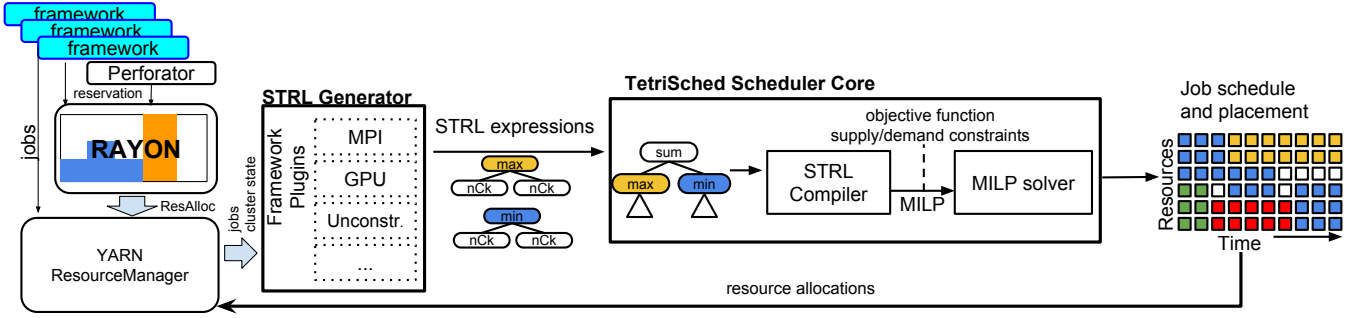 framework
framework
framework
Perforator
reservation
jobs
RAYON
ResAlloc
YARN
ResourceManager
jobs
cluster state
STRL Generator
Framework
Plugins
MPI
GPU
Unconstr.
...
STRL expressions
max
nCk nCk
min
nCk nCk
TetriSched Scheduler Core
sum
max min
STRL
Compiler
objective function
supply/demand constraints
MILP
MILP solver
Job schedule
and placement
Resources
Time
resource allocations